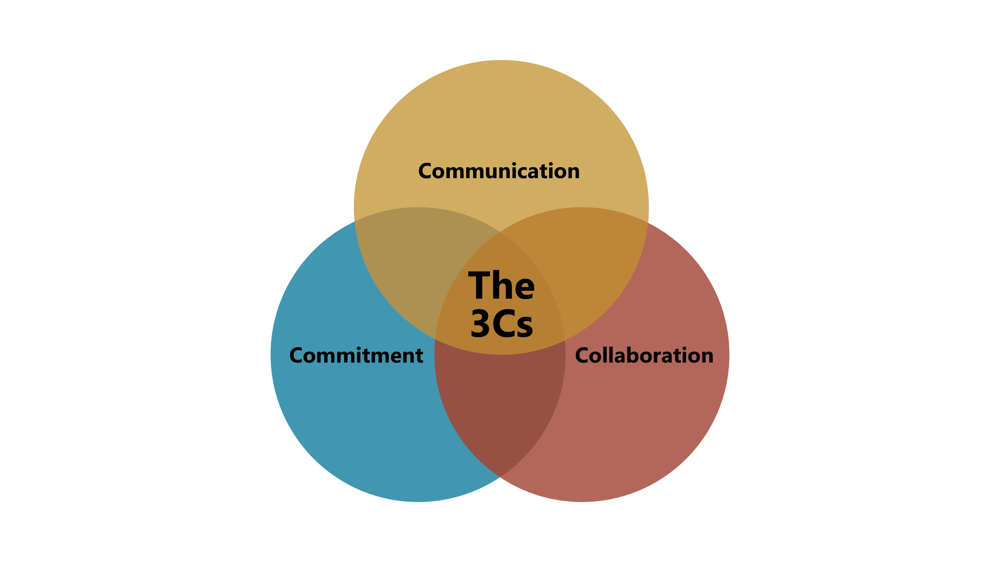 Communication
The
3Cs
Commitment
Collaboration